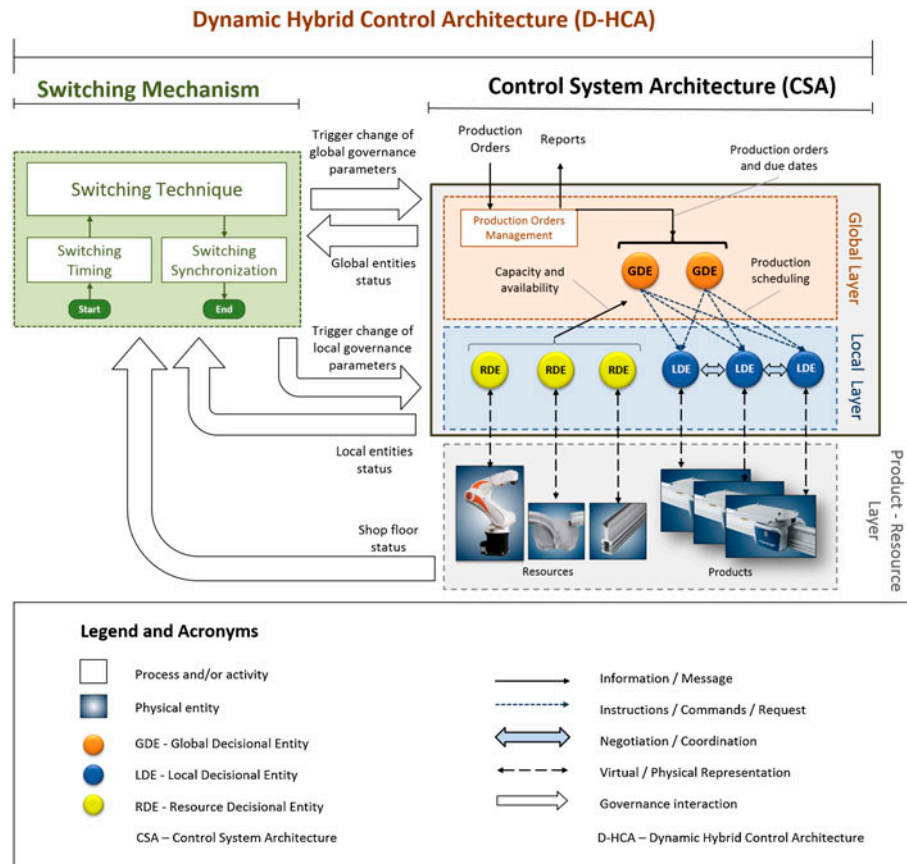 Dynamic Hybrid Control Architecture (D-HCA)
Switching Mechanism
Control System Architecture (CSA)
Trigger change of
global governance
parameters
Production
Orders
Reports
Production orders
and due dates
Switching Technique
Switching
Timing
Switching
Synchronization
Start
End
Global entities
status
Production Orders
Management
GDE
GDE
Global Layer
Capacity and
availability
Production
scheduling
Trigger change of
local governance
parameters
RDE
RDE
RDE
LDE
LDE
LDE
Local Layer
Local entities
status
Shop floor
status
Resources
Products
Product - Resource
Layer
Legend and Acronyms
Process and/or activity
Physical entity
GDE - Global Decisional Entity
LDE - Local Decisional Entity
RDE - Resource Decisional Entity
CSA – Control System Architecture
Information / Message
Instructions / Commands / Request
Negotiation / Coordination
Virtual / Physical Representation
Governance interaction
D-HCA – Dynamic Hybrid Control Architecture